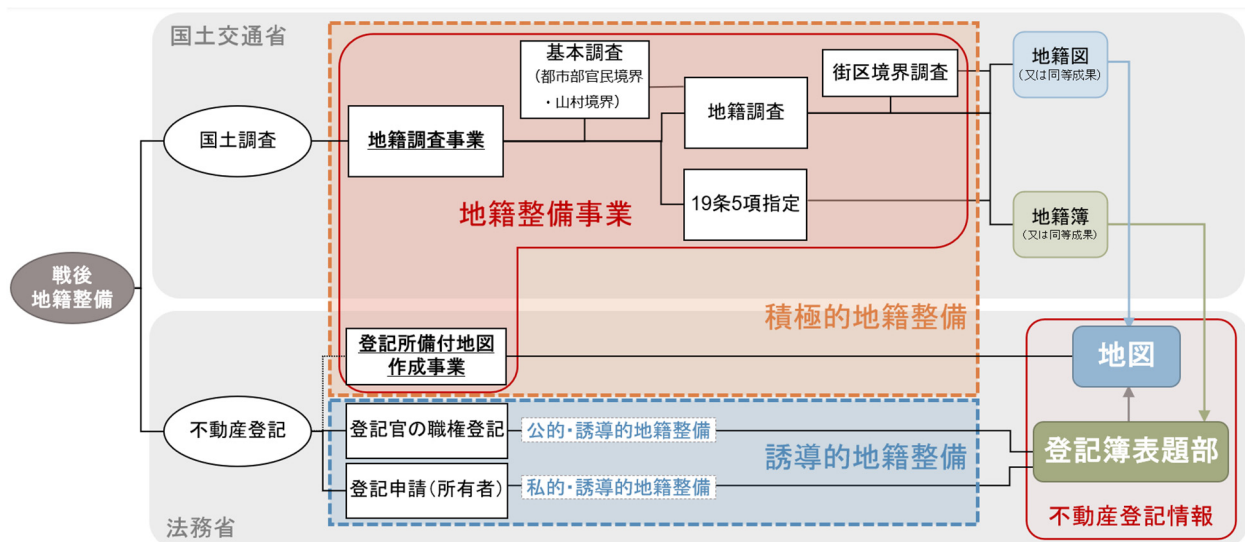 国土交通省
基本調査
(都市部官民境界
・山村境界)
街区境界調査
地籍図
(又は同等成果)
国土調査
地籍調査事業
地籍調査
地籍整備事業
19条5項指定
地籍簿
(又は同等成果)
戦後
地籍整備
積極的地籍整備
登記所備付地図
作成事業
地図
不動産登記
登記官の職権登記
公的・誘導的地籍整備
誘導的地籍整備
登記簿表題部
登記申請(所有者)
私的・誘導的地籍整備
不動産登記情報
法務省